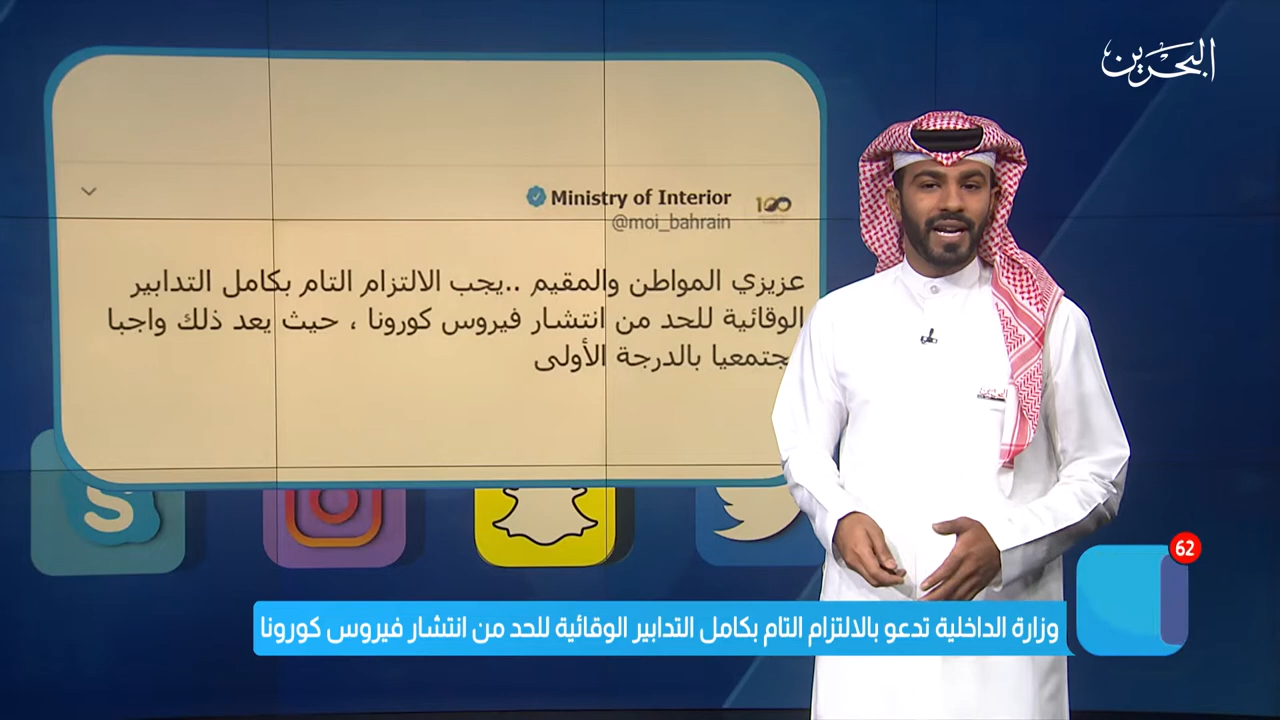 البحرين
Ministry of Interior
@moi_bahrain
100
عزيزي المواطن والمقيم ..يجب الالتزام التام بكامل التدابير
الوقائية للحد من انتشار فيروس كورونا ، حيث يعد ذلك واجبا
بالدرجة الأولى
62
وزارة الداخلية تدعو بالالتزام التام بكامل التدابير الوقائية للحد من انتشار فيروس كورونا